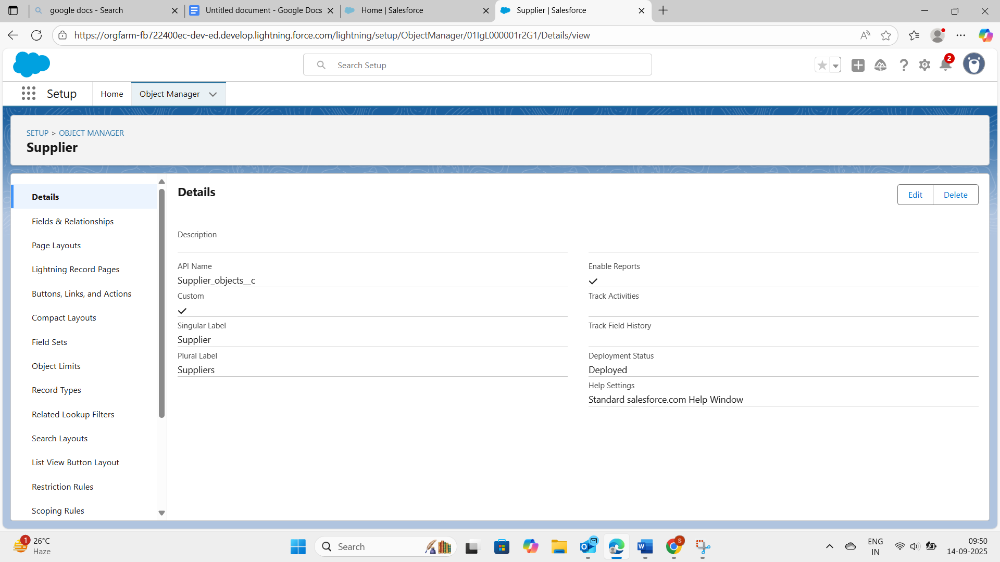 google docs - Search
Untitled document - Google Docs
Home | Salesforce
Supplier | Salesforce
https://orgfarm-fb722400ec-dev-ed.develop.lightning.force.com/lightning/setup/ObjectManager/01IgL000001r2G1/Details/view
Search Setup
2
Setup
Home
Object Manager
SETUP > OBJECT MANAGER
Supplier
Details
Fields & Relationships
Page Layouts
Lightning Record Pages
Buttons, Links, and Actions
Compact Layouts
Field Sets
Object Limits
Record Types
Related Lookup Filters
Search Layouts
List View Button Layout
Restriction Rules
Scoping Rules
Details
Edit
Delete
Description
API Name
Supplier_objects__c
Custom
Singular Label
Supplier
Plural Label
Suppliers
Enable Reports
Track Activities
Track Field History
Deployment Status
Deployed
Help Settings
Standard salesforce.com Help Window
1
26°C
Haze
Search
S
ENG
IN
09:50
14-09-2025